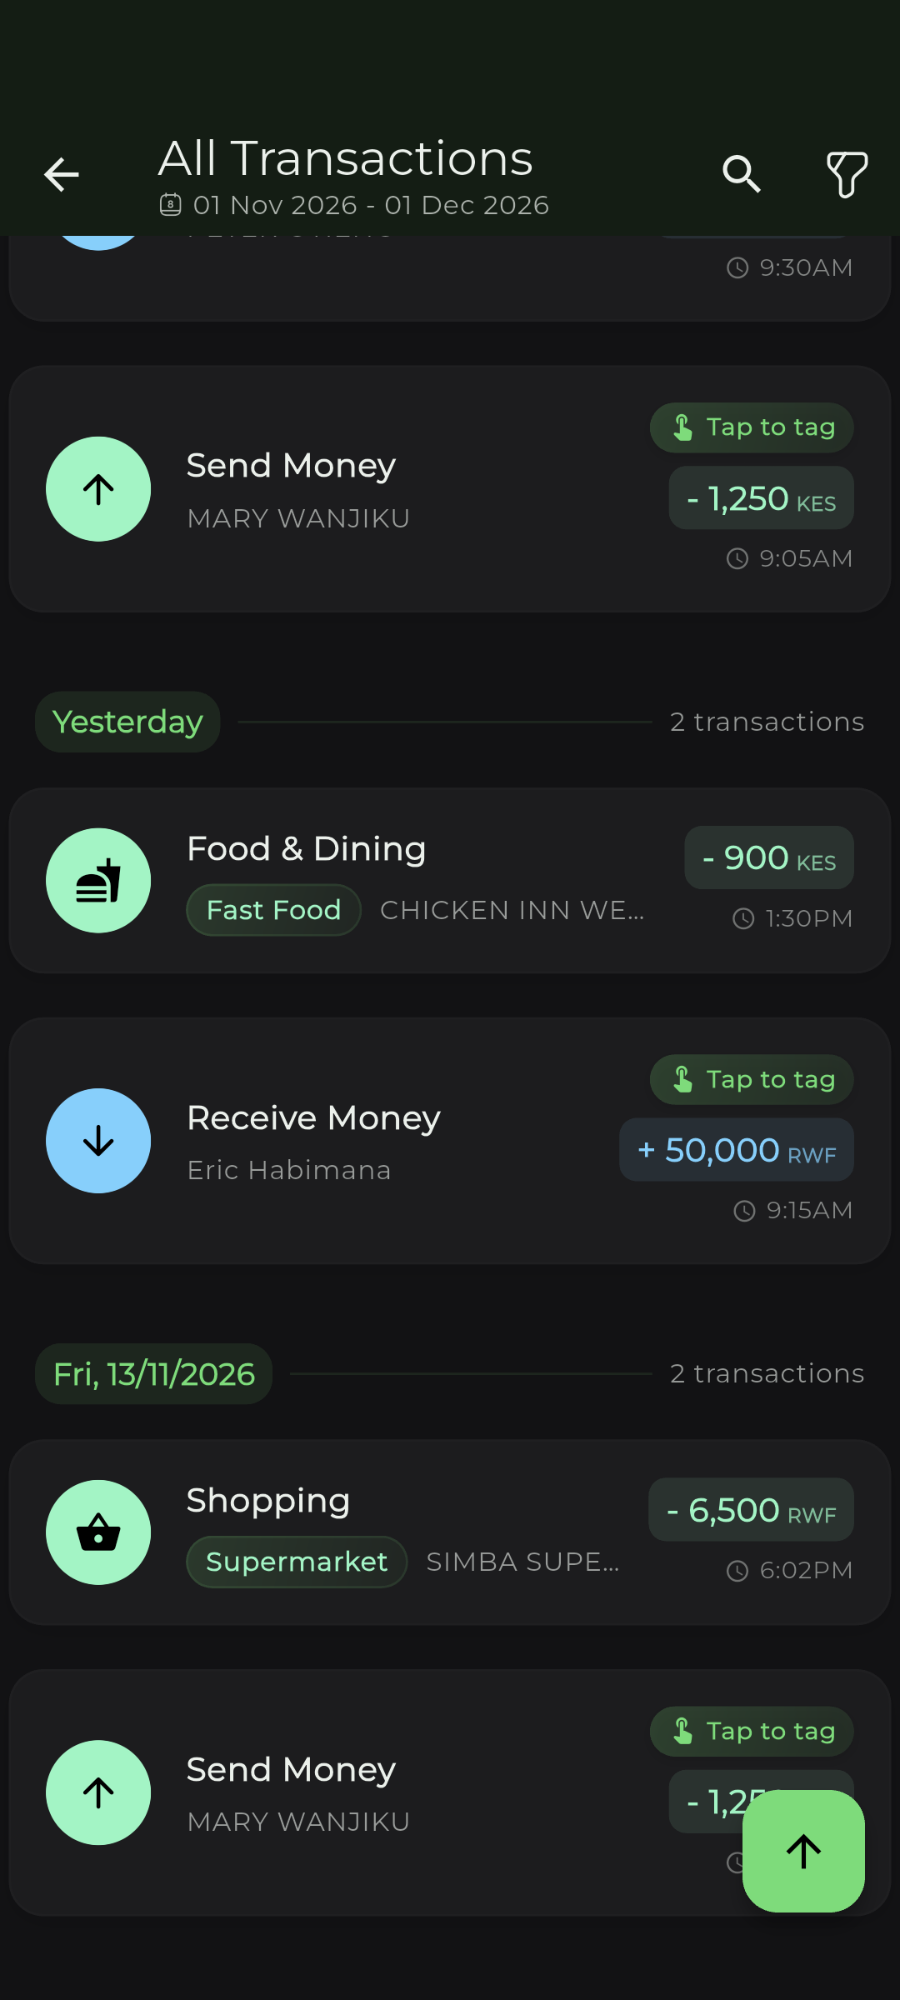 All Transactions
01 Nov 2026 - 01 Dec 2026
9:30AM
Tap to tag
Send Money
- 1,250 KES
MARY WANJIKU
9:05AM
Yesterday
2 transactions
Food & Dining
- 900 KES
Fast Food
CHICKEN INN WE...
1:30PM
Tap to tag
Receive Money
+ 50,000 RWF
Eric Habimana
9:15AM
Fri, 13/11/2026
2 transactions
Shopping
- 6,500 RWF
Supermarket
SIMBA SUPE...
6:02PM
Tap to tag
Send Money
- 1,25
MARY WANJIKU